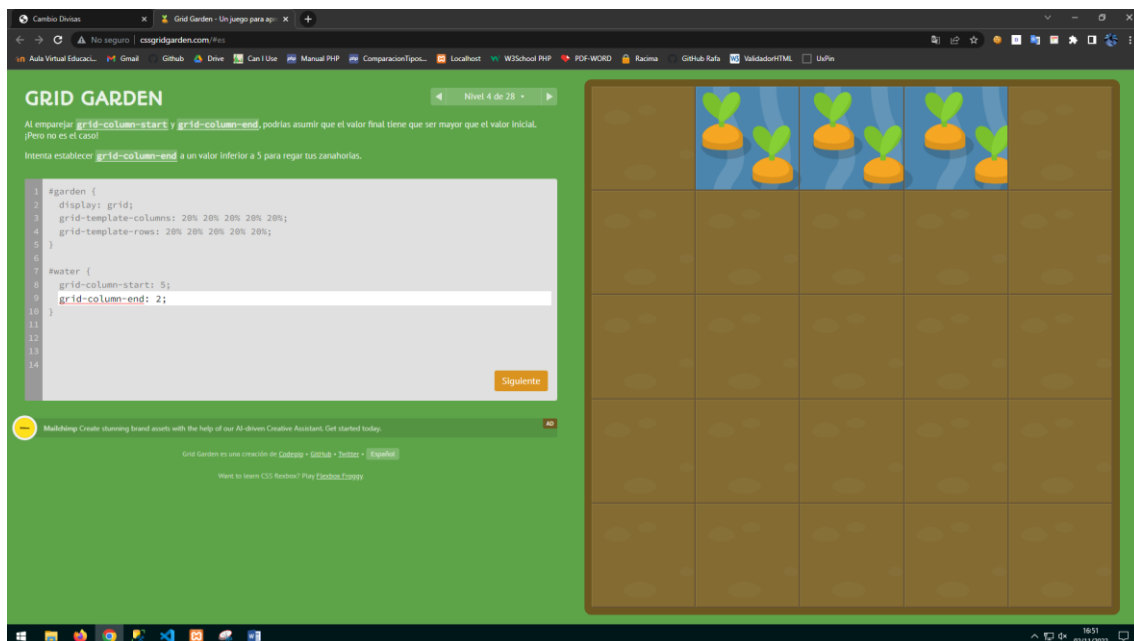 Cambio Divisas
Grid Garden - Un juego para apr
No seguro | cssgridgarden.com/#es
Aula Virtual Educaci... Gmail Github Drive Can I Use Manual PHP ComparacionTipos... Localhost W3School PHP PDF-WORD Racima GitHub Rafa ValidadorHTML UxPin
GRID GARDEN
Nivel 4 de 28
Al emparejar grid-column-start y grid-column-end, podrías asumir que el valor final tiene que ser mayor que el valor inicial.
¡Pero no es el caso!
Intenta establecer grid-column-end a un valor inferior a 5 para regar tus zanahorias.
1 #garden {
2 display: grid;
3 grid-template-columns: 20% 20% 20% 20% 20%;
4 grid-template-rows: 20% 20% 20% 20% 20%;
5 }
6
7 #water {
8 grid-column-start: 5;
9 grid-column-end: 2;
10 }
11
12
13
14
Siguiente
Mailchimp Create stunning brand assets with the help of our AI-driven Creative Assistant. Get started today.
AD
Grid Garden es una creación de Codepip • GitHub • Twitter • Español
Want to learn CSS flexbox? Play Flexbox Froggy.
16:51